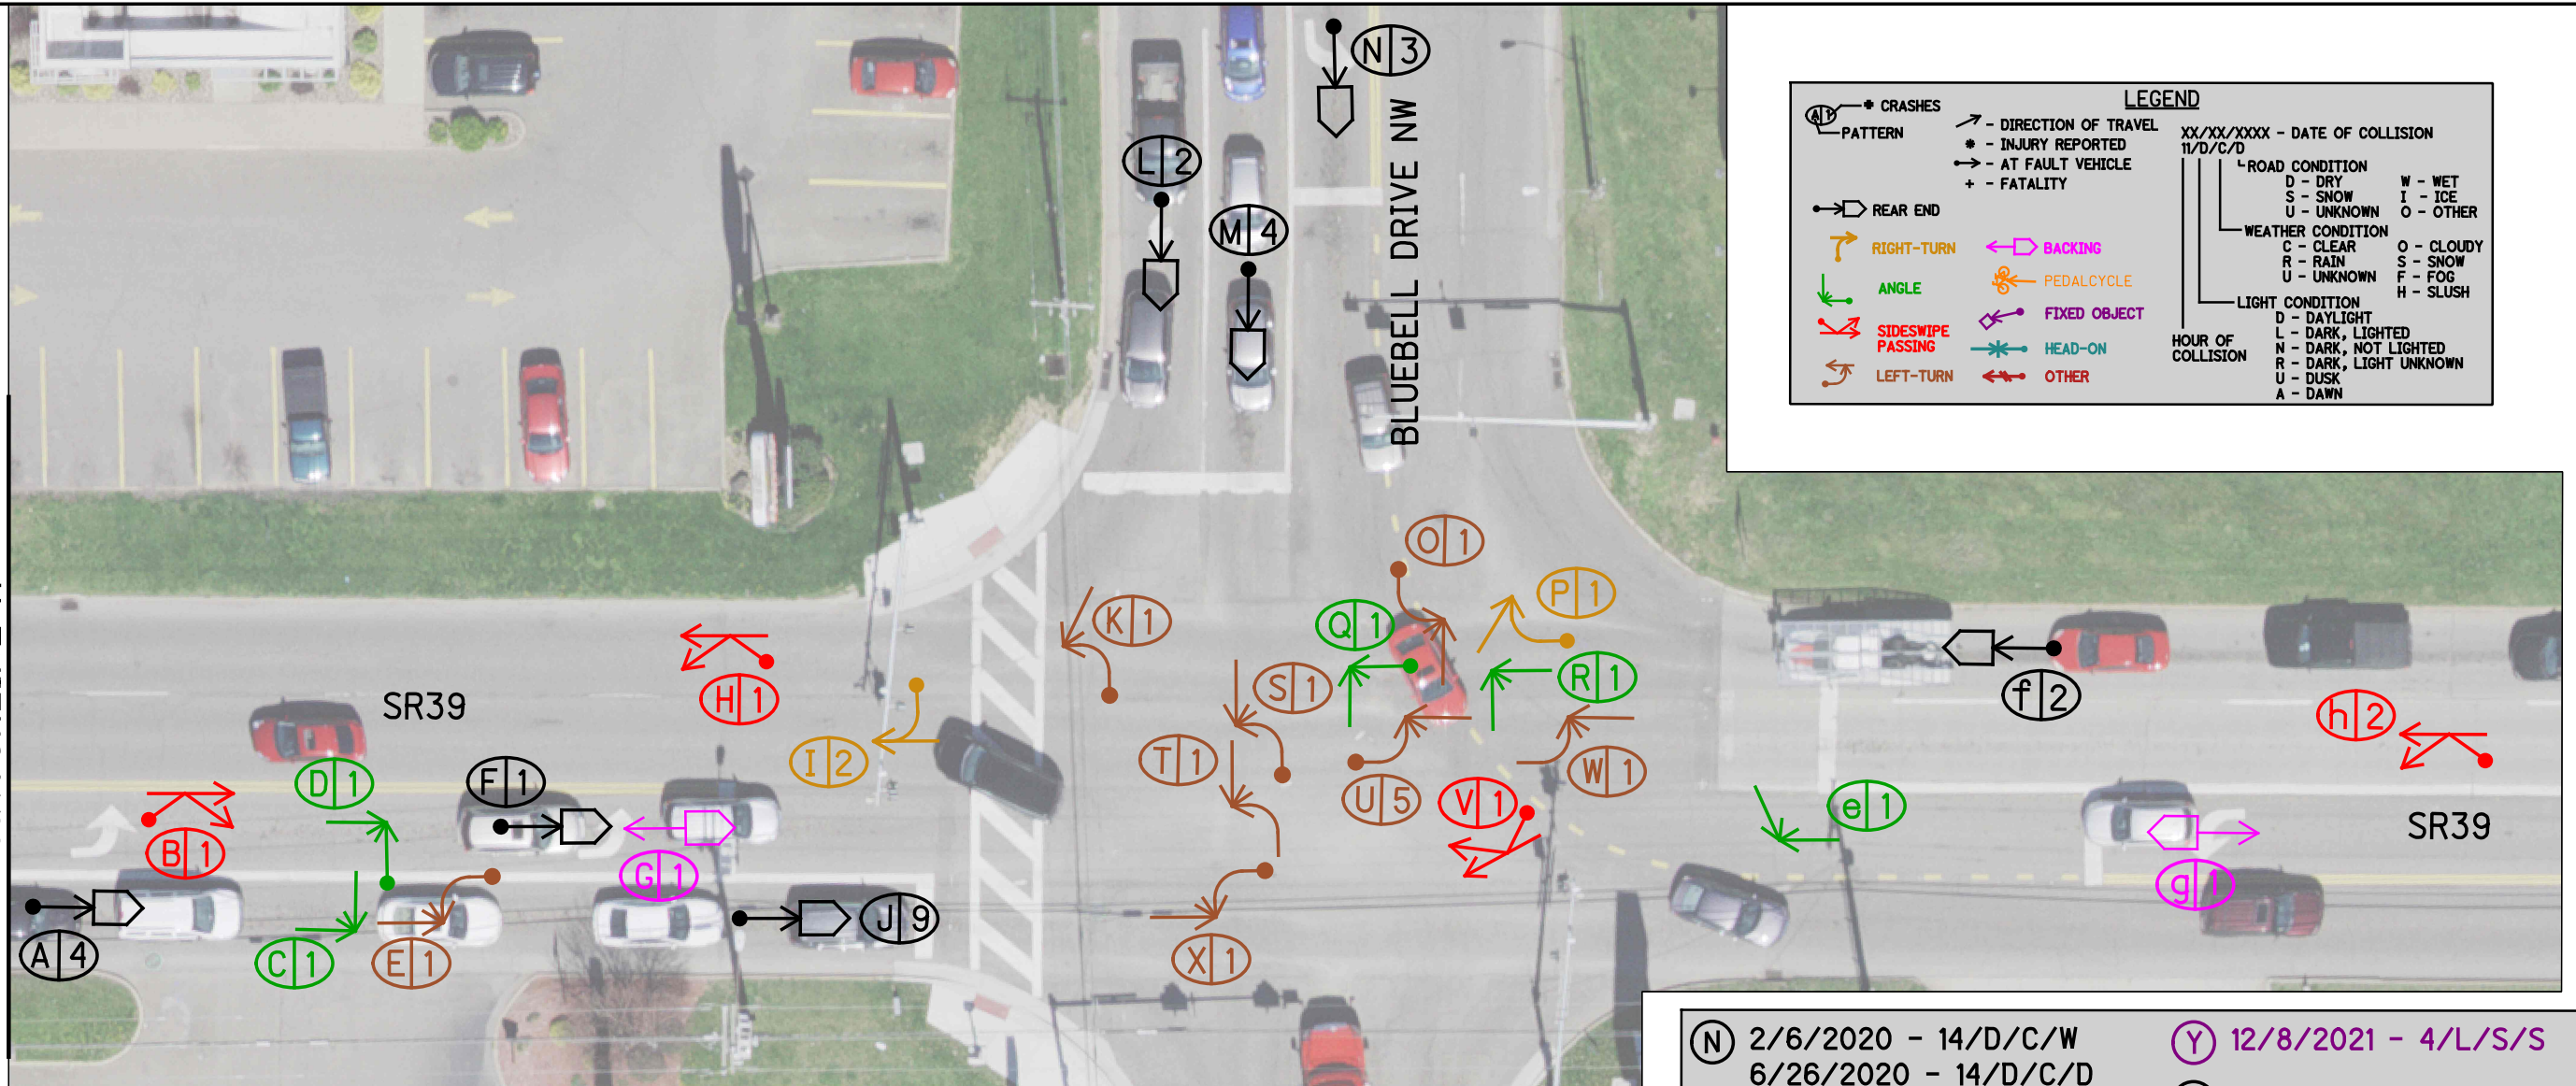 N 3
L 2
M 4
BLUEBELL DRIVE NW
LEGEND
A 1
# CRASHES
PATTERN
- DIRECTION OF TRAVEL
* - INJURY REPORTED
- AT FAULT VEHICLE
+ - FATALITY
REAR END
RIGHT-TURN
BACKING
ANGLE
PEDALCYCLE
SIDESWIPE
PASSING
FIXED OBJECT
HEAD-ON
LEFT-TURN
OTHER
XX/XX/XXXX - DATE OF COLLISION
11/D/C/D
ROAD CONDITION
D - DRY W - WET
S - SNOW I - ICE
U - UNKNOWN O - OTHER
WEATHER CONDITION
C - CLEAR O - CLOUDY
R - RAIN S - SNOW
U - UNKNOWN F - FOG
H - SLUSH
LIGHT CONDITION
D - DAYLIGHT
L - DARK, LIGHTED
N - DARK, NOT LIGHTED
R - DARK, LIGHT UNKNOWN
U - DUSK
A - DAWN
HOUR OF
COLLISION
O 1
K 1
P 1
Q 1
R 1
S 1
H 1
SR39
I 2
T 1
U 5
W 1
V 1
f 2
h 2
SR39
e 1
g 1
D 1
F 1
B 1
G 1
A 4
C 1
E 1
J 9
X 1
N 2/6/2020 - 14/D/C/W
6/26/2020 - 14/D/C/D
Y 12/8/2021 - 4/L/S/S